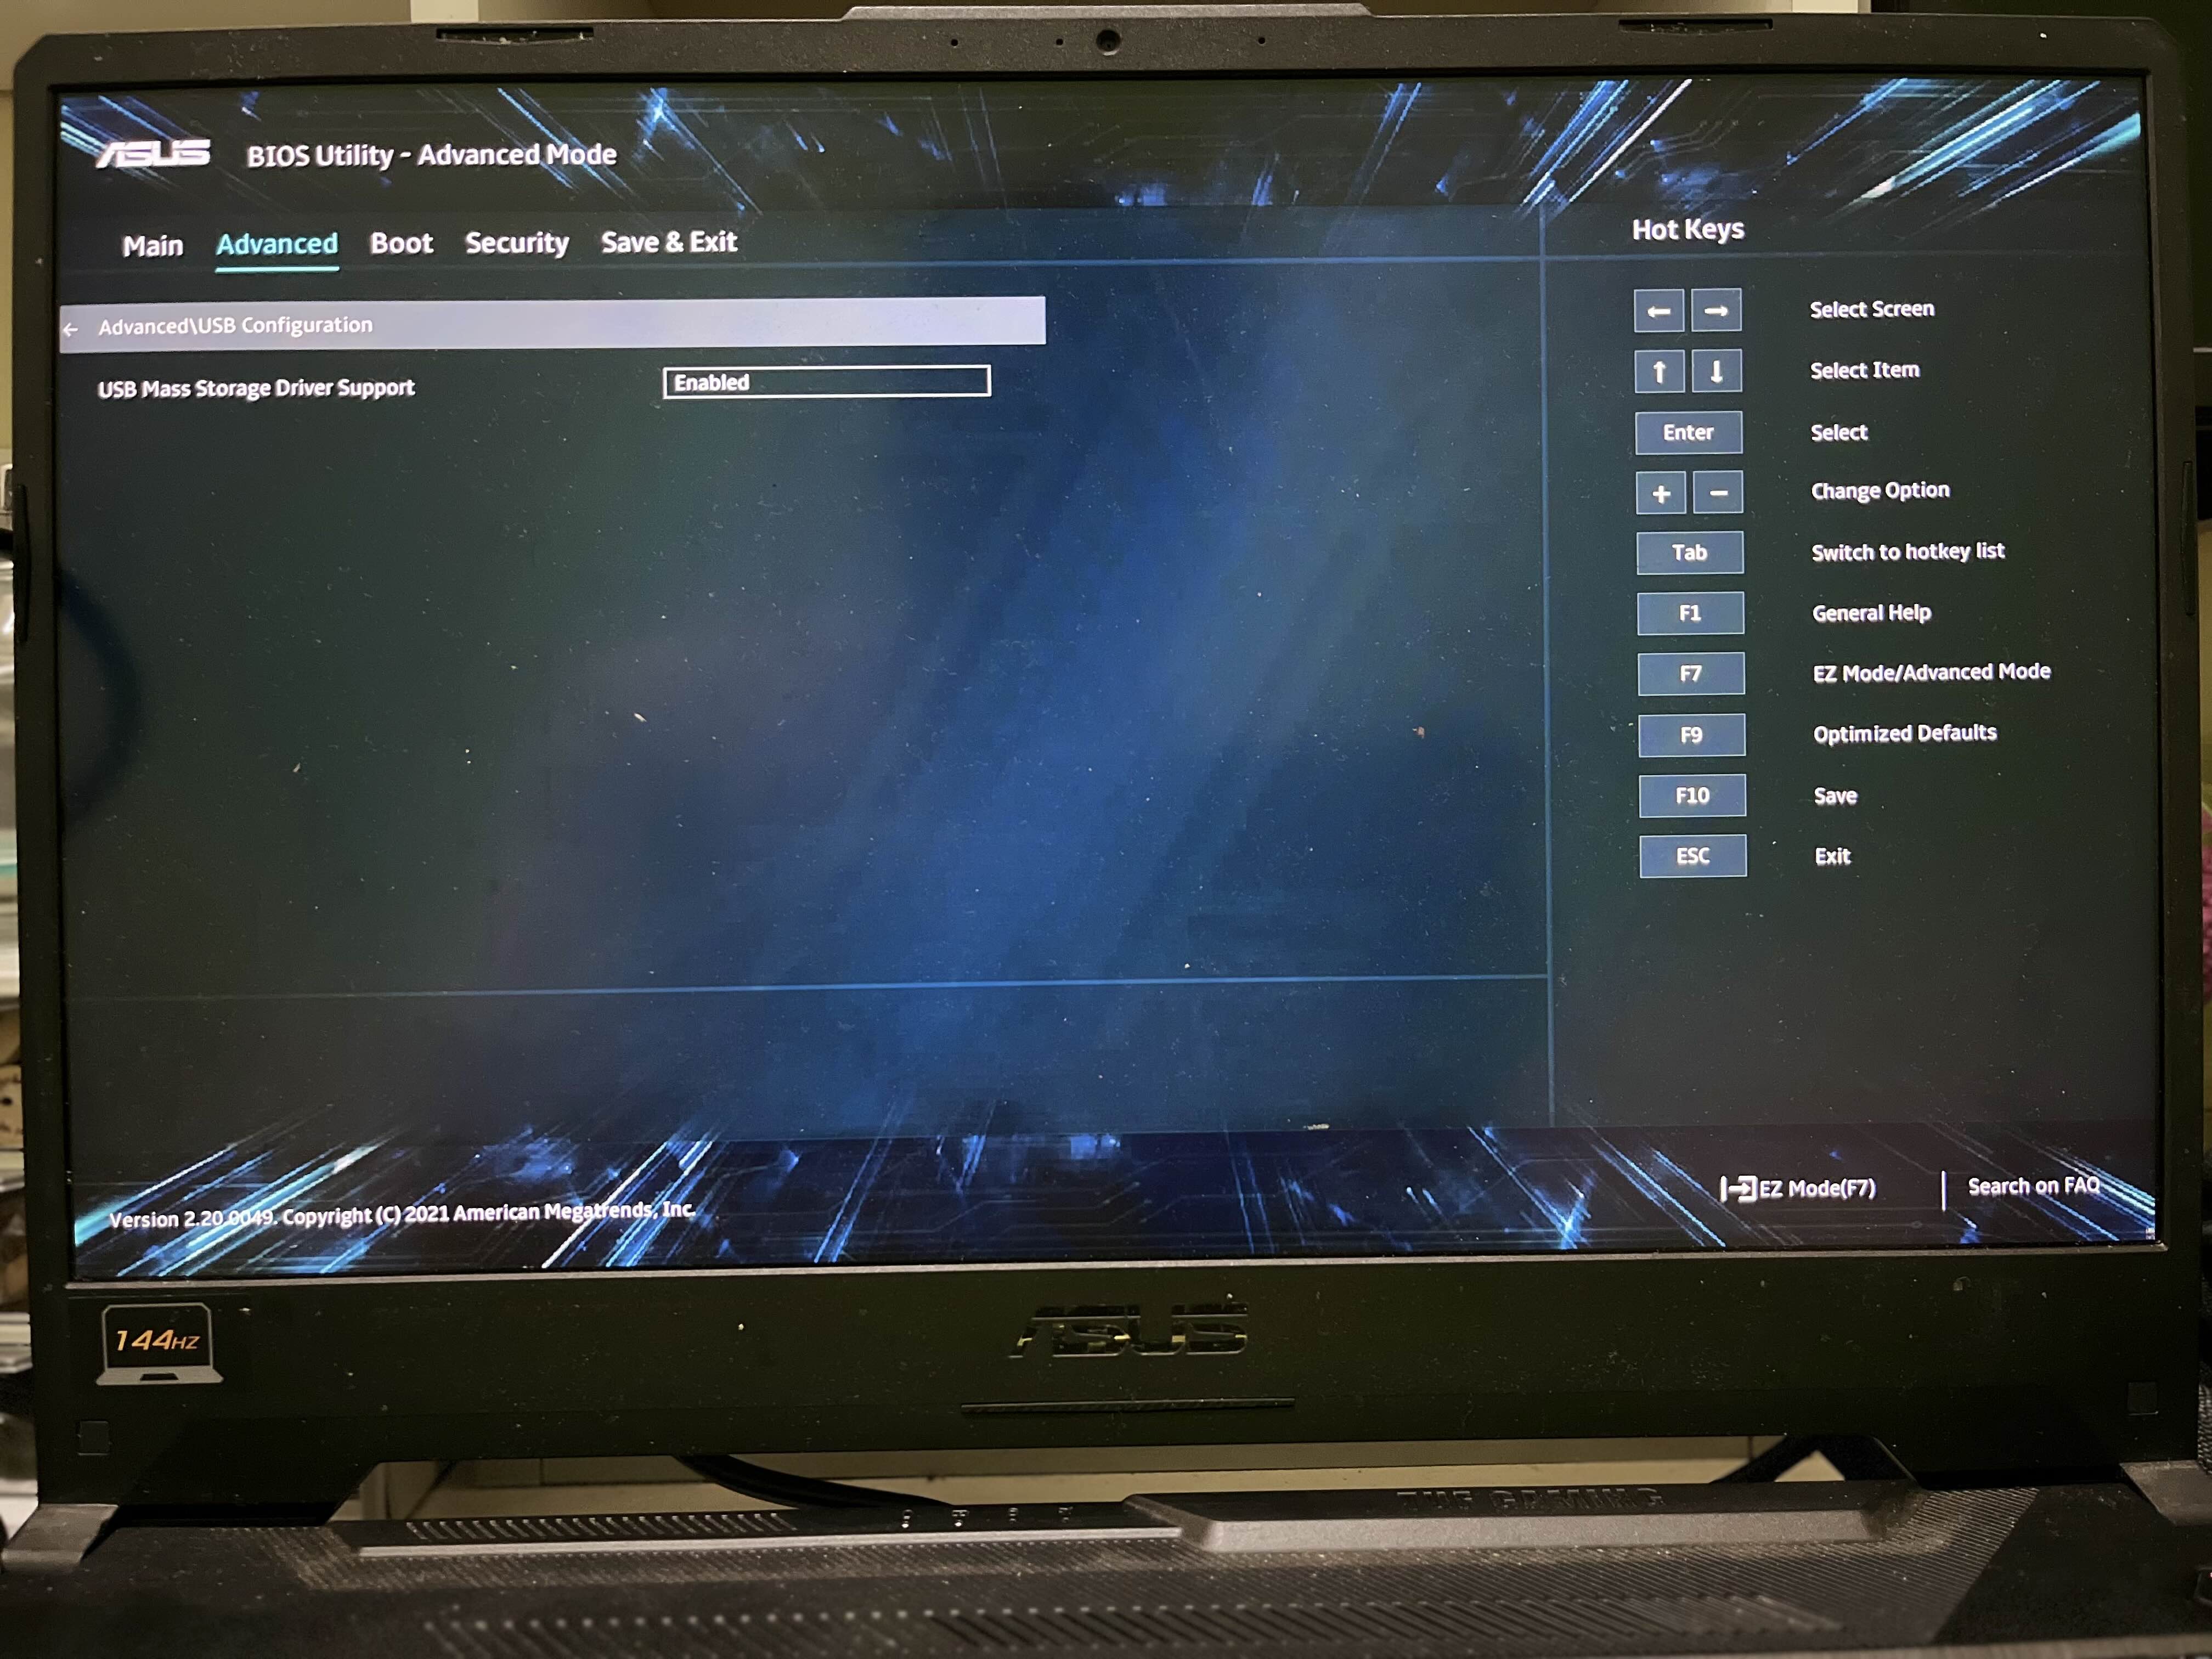 ASUS BIOS Utility - Advanced Mode
Main Advanced Boot Security Save & Exit
Advanced\USB Configuration
USB Mass Storage Driver Support Enabled
Hot Keys
← → Select Screen
↑ ↓ Select Item
Enter Select
+ - Change Option
Tab Switch to hotkey list
F1 General Help
F7 EZ Mode/Advanced Mode
F9 Optimized Defaults
F10 Save
ESC Exit
EZ Mode(F7) | Search on FAQ
Version 2.20.0049. Copyright (C) 2021 American Megatrends, Inc.
144HZ
ASUS
TUF GAMING